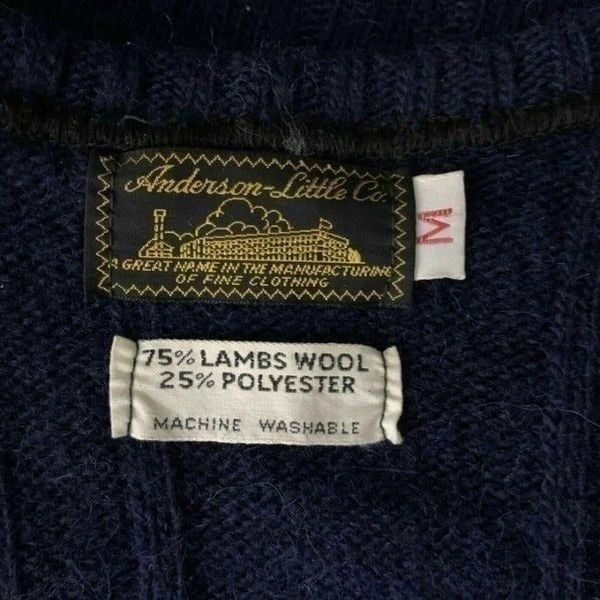 Anderson-Little Co.
A GREAT NAME IN THE MANUFACTURING
OF FINE CLOTHING
M
75% LAMBS WOOL
25% POLYESTER
MACHINE WASHABLE